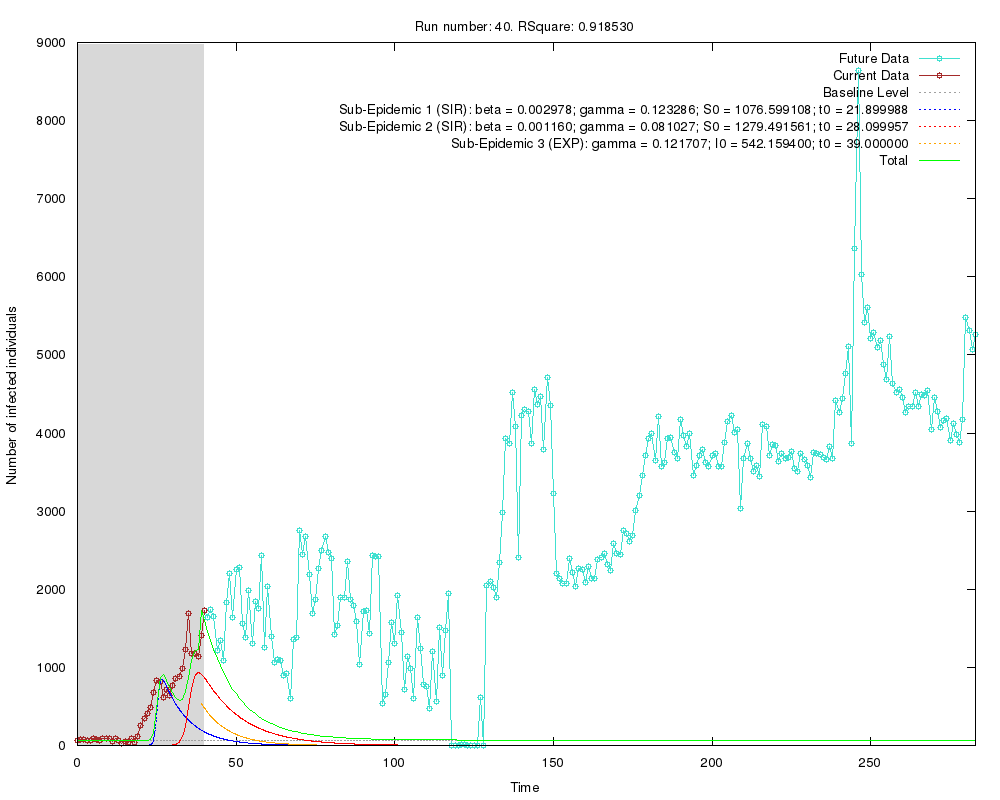 Run number: 40. RSquare: 0.918530
9000
8000
7000
6000
5000
4000
3000
2000
1000
0
Number of infected individuals
Future Data
Current Data
Baseline Level
Sub-Epidemic 1 (SIR): beta = 0.002978; gamma = 0.123286; S0 = 1076.599108; t0 = 21.899988
Sub-Epidemic 2 (SIR): beta = 0.001160; gamma = 0.081027; S0 = 1279.491561; t0 = 28.099957
Sub-Epidemic 3 (EXP): gamma = 0.121707; I0 = 542.159400; t0 = 39.000000
Total
0 50 100 150 200 250
Time